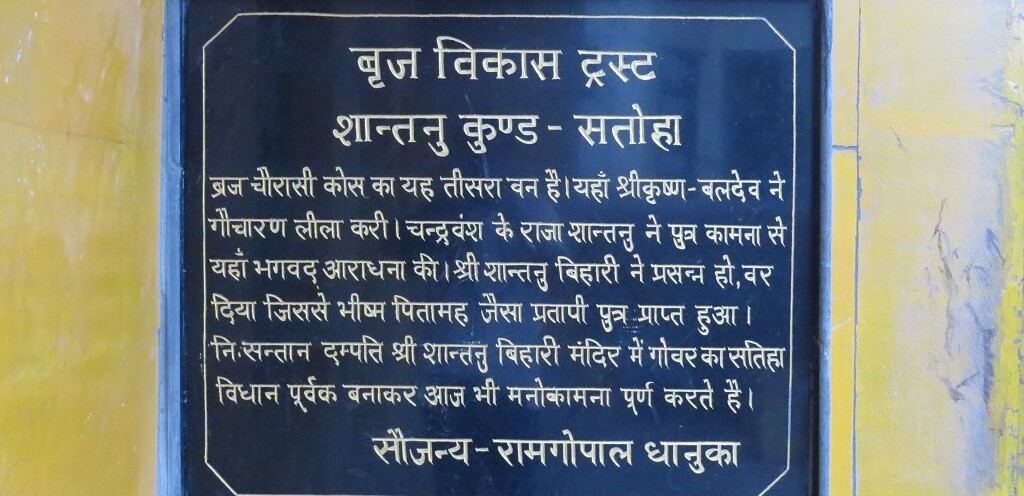 बृज विकास ट्रस्ट
शान्तनु कुण्ड - सतोहा
ब्रज चौरासी कोस का यह तीसरा वन है। यहाँ श्रीकृष्ण-बलदेव ने
गौचारण लीला करी। चन्द्रवंश के राजा शान्तनु ने पुत्र कामना से
यहाँ भगवद् आराधना की। श्री शान्तनु बिहारी ने प्रसन्न हो, वर
दिया जिससे भीष्म पितामह जैसा प्रतापी पुत्र प्राप्त हुआ।
नि:सन्तान दम्पति श्री शान्तनु बिहारी मंदिर में गोवर का सतिहा
विधान पूर्वक बनाकर आज भी मनोकामना पूर्ण करते है।
सौजन्य - रामगोपाल धानुका